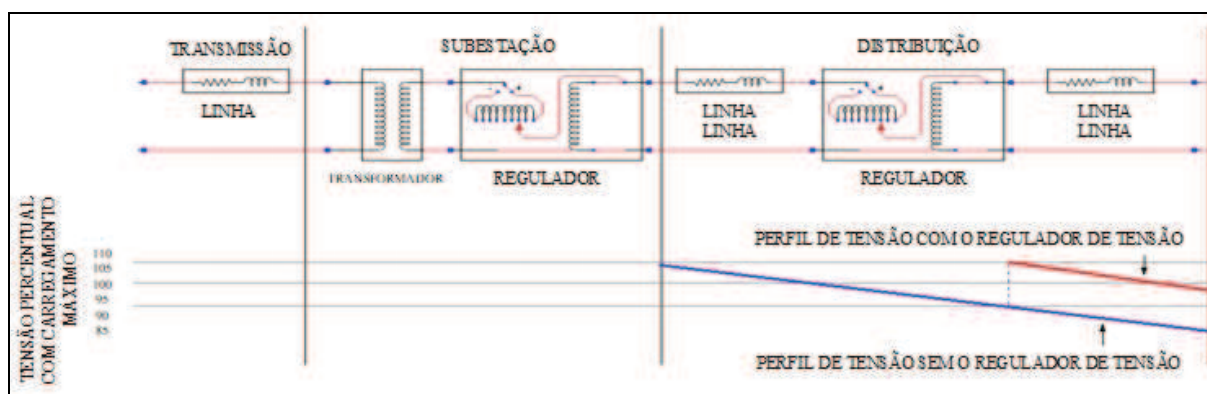 TRANSMISSÃO
SUBESTAÇÃO
DISTRIBUIÇÃO
LINHA
TRANSFORMADOR
REGULADOR
LINHA
LINHA
REGULADOR
LINHA
LINHA
TENSÃO PERCENTUAL
COM CARREGAMENTO
MÁXIMO
110
105
100
95
90
85
PERFIL DE TENSÃO COM O REGULADOR DE TENSÃO
PERFIL DE TENSÃO SEM O REGULADOR DE TENSÃO